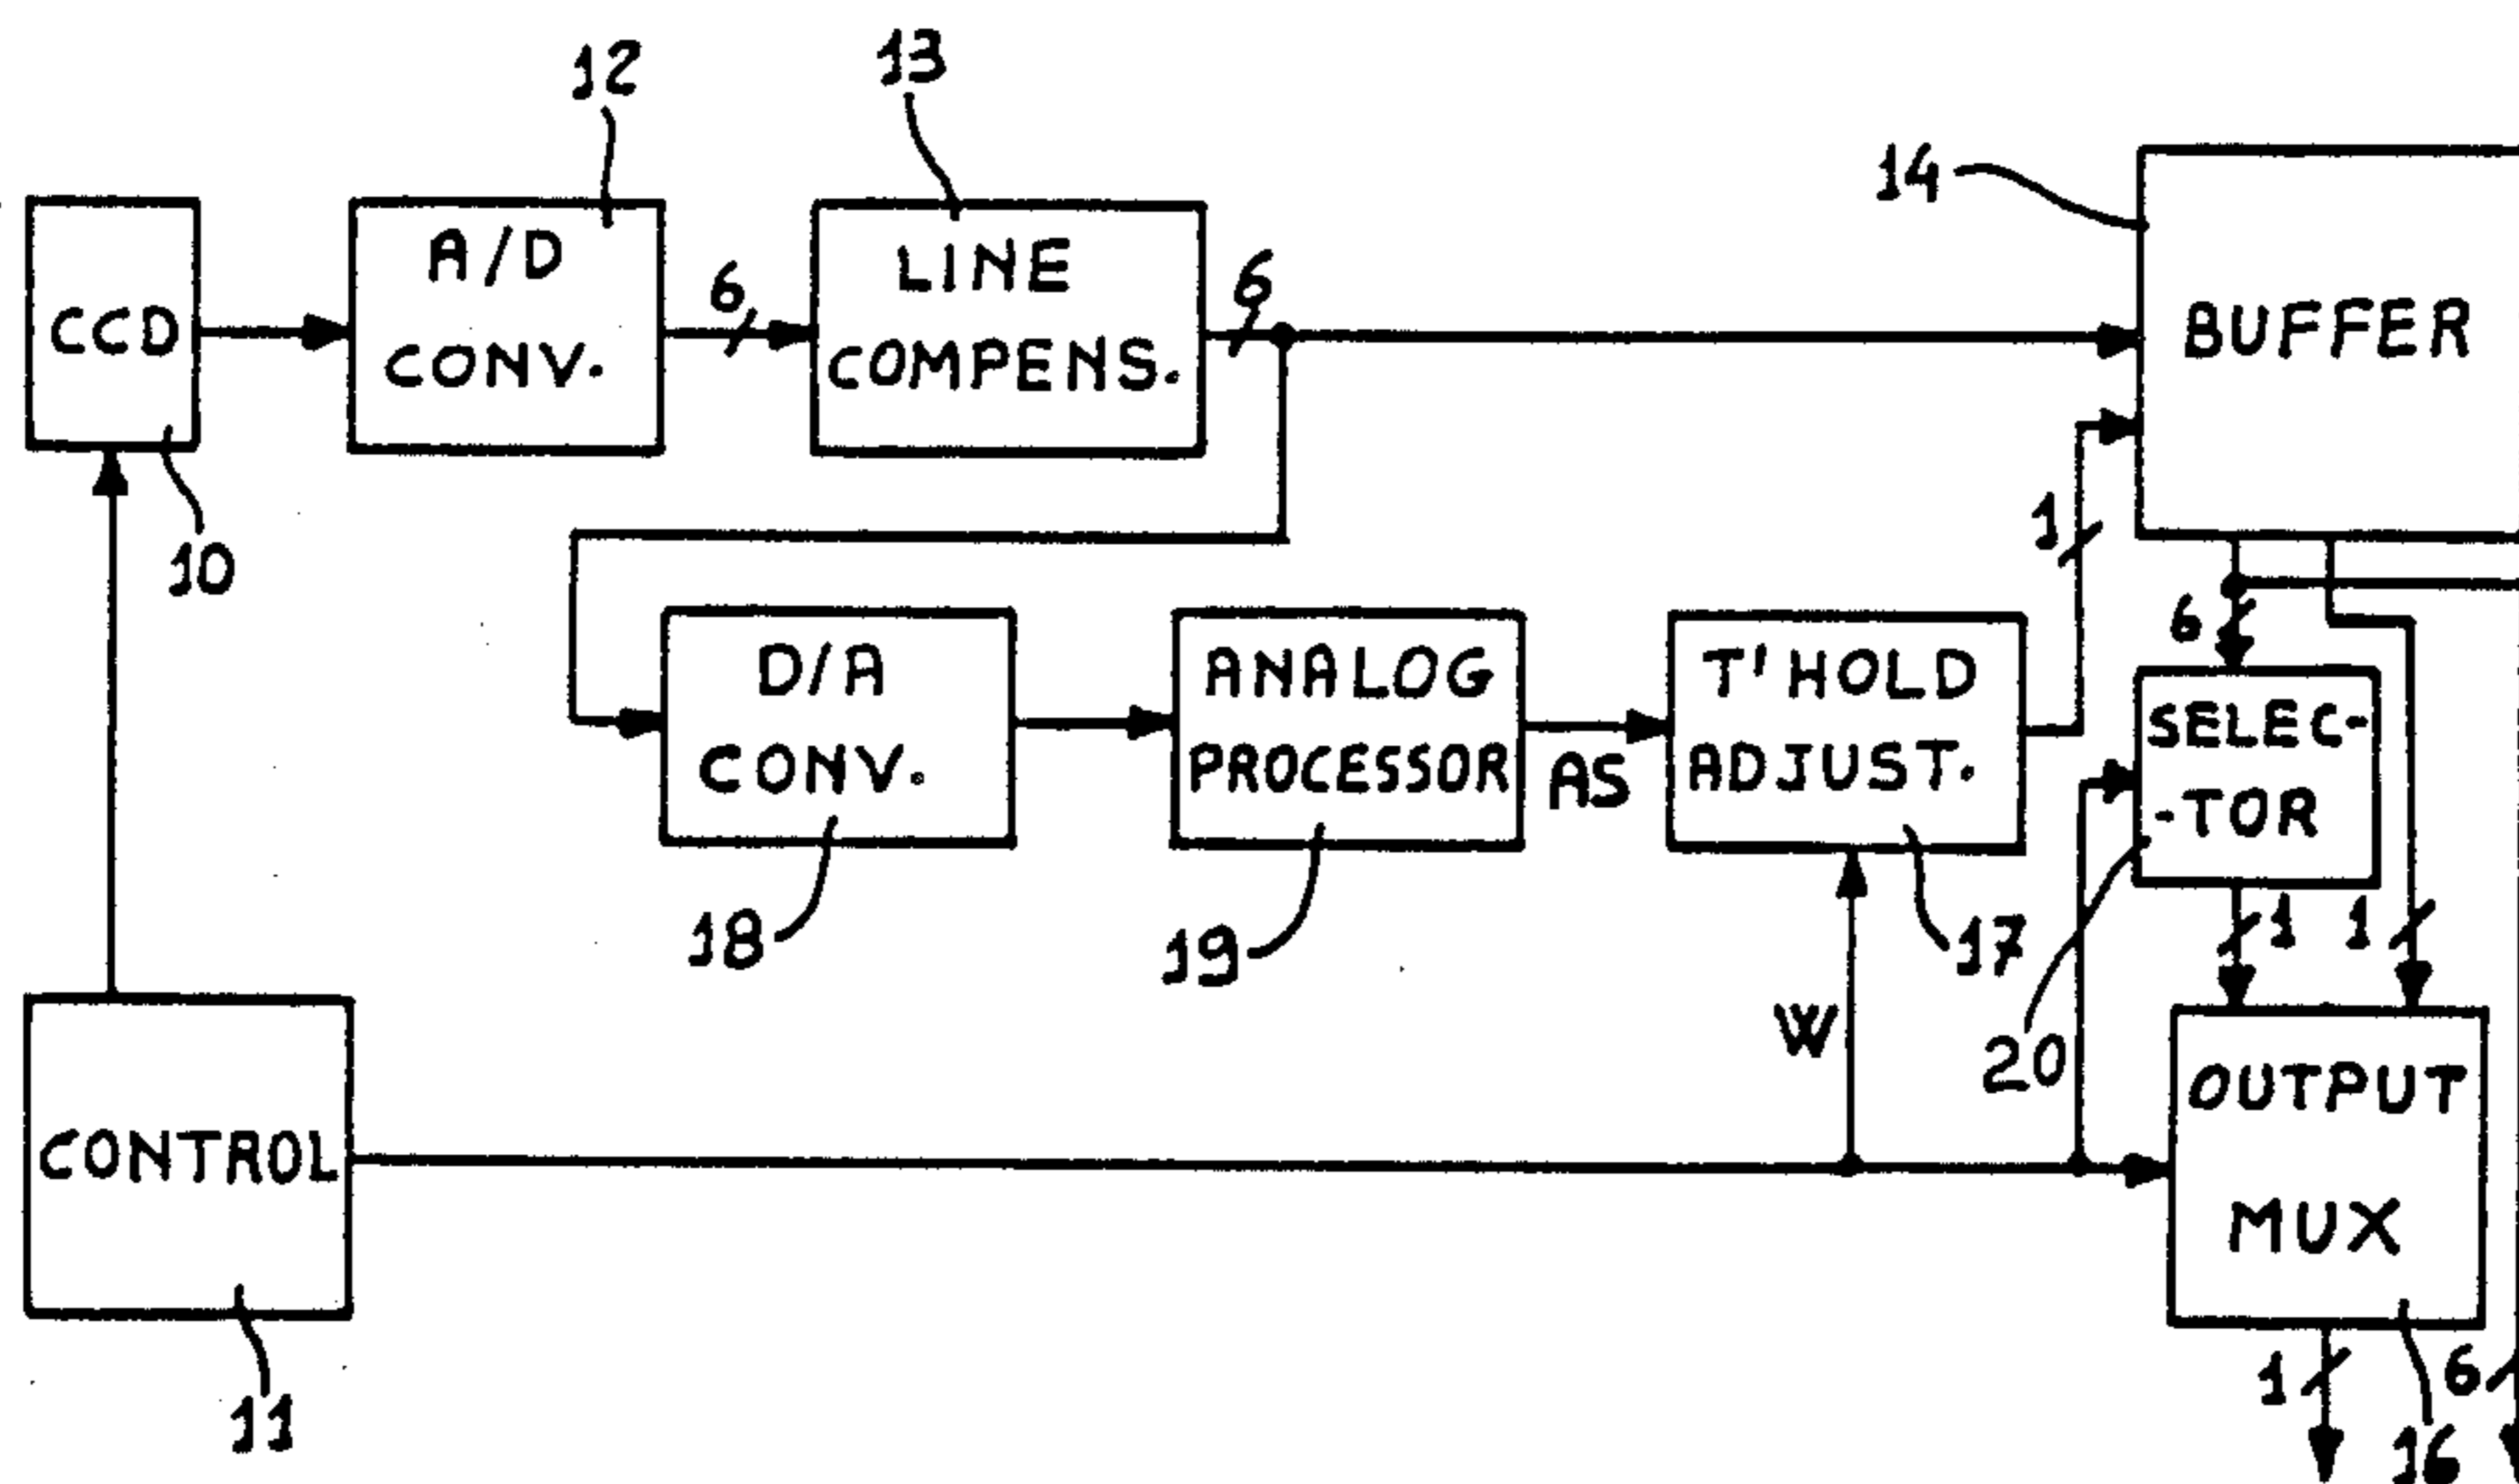 12
13
14
CCD
A/D
CONV.
6
LINE
COMPENS.
6
BUFFER
10
1
6
D/A
CONV.
ANALOG
PROCESSOR
AS
T'HOLD
ADJUST.
SELEC-
-TOR
18
19
17
1
1
W
20
CONTROL
OUTPUT
MUX
11
1
6
16